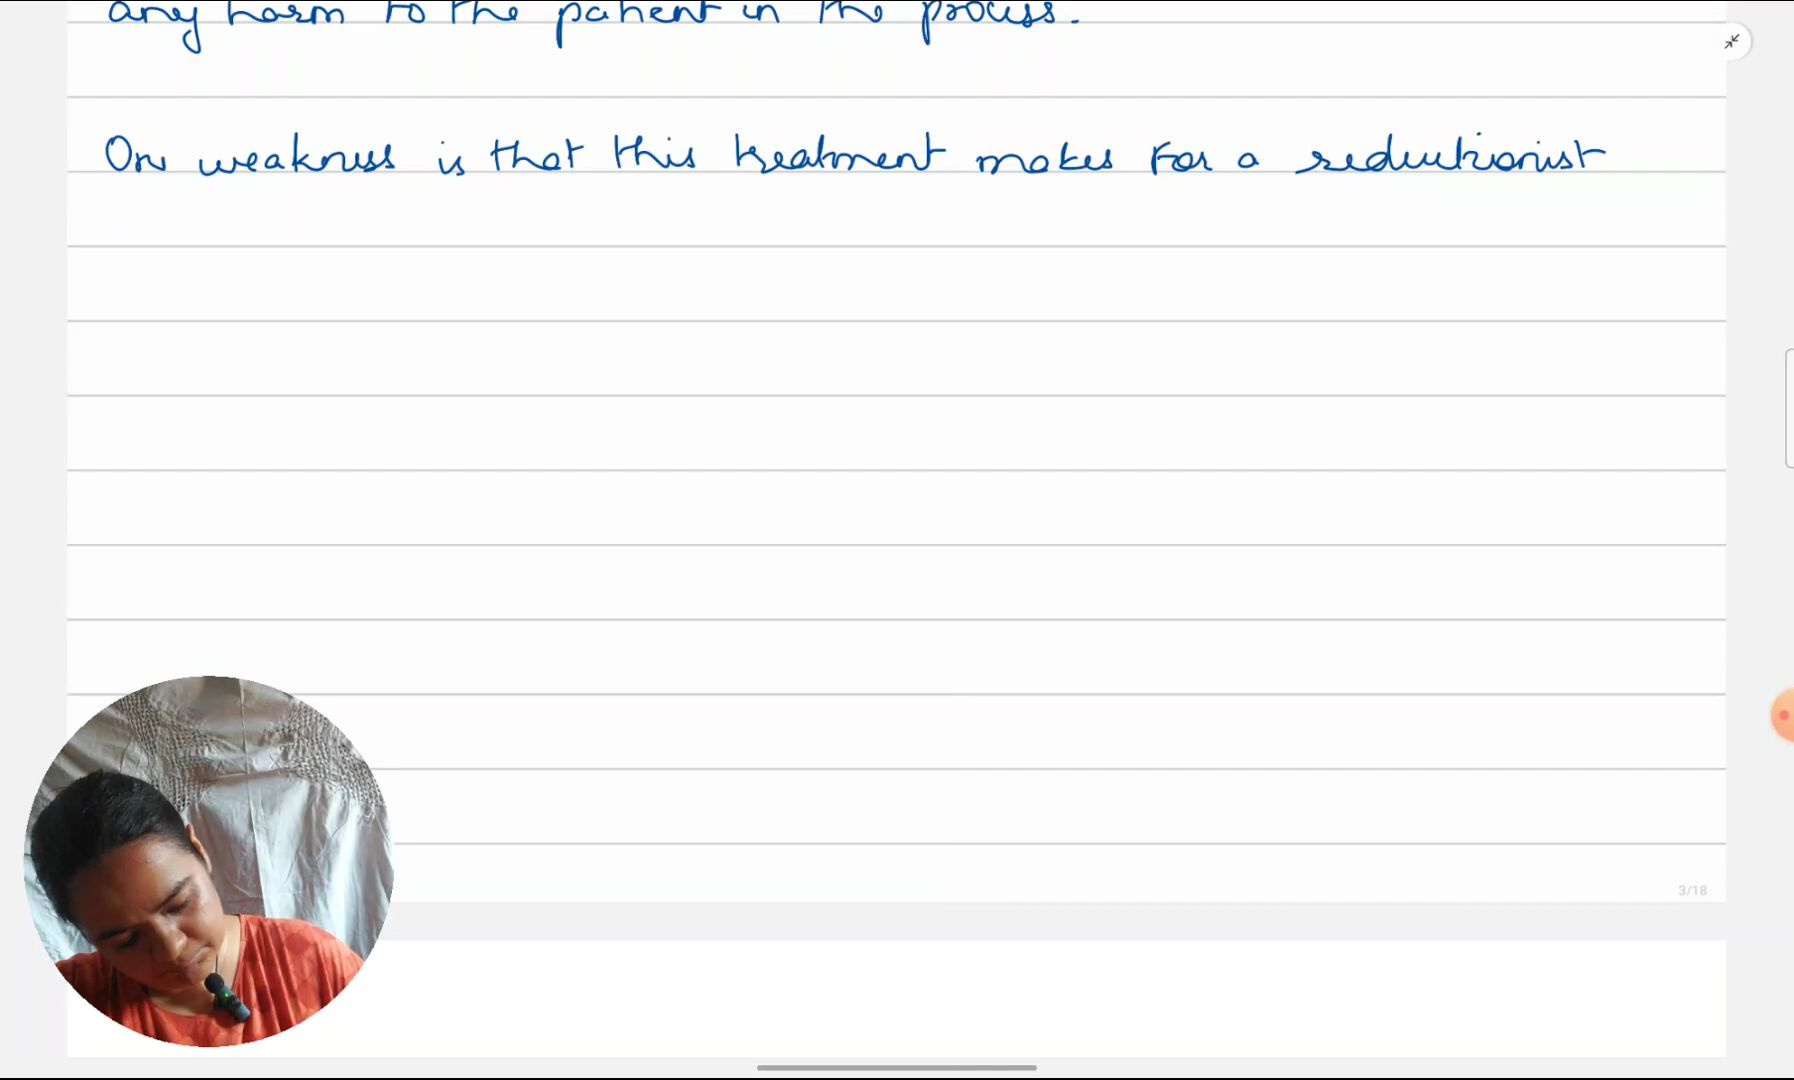 any harm to the patient in the process.
One weakness is that this treatment makes for a reductionist
3/18